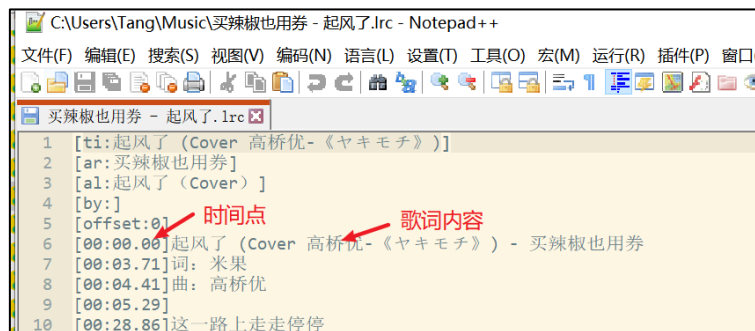 C:\Users\Tang\Music\买辣椒也用券 - 起风了.lrc - Notepad++
文件(F) 编辑(E) 搜索(S) 视图(V) 编码(N) 语言(L) 设置(T) 工具(O) 宏(M) 运行(R) 插件(P) 窗口
买辣椒也用券 - 起风了.lrc
1 [ti:起风了 (Cover 高桥优-《ヤキモチ》)]
2 [ar:买辣椒也用券]
3 [al:起风了（Cover）]
4 [by:]
5 [offset:0]
时间点 歌词内容
6 [00:00.00]起风了 (Cover 高桥优-《ヤキモチ》) - 买辣椒也用券
7 [00:03.71]词：米果
8 [00:04.41]曲：高桥优
9 [00:05.29]
10 [00:28.86]这一路上走走停停